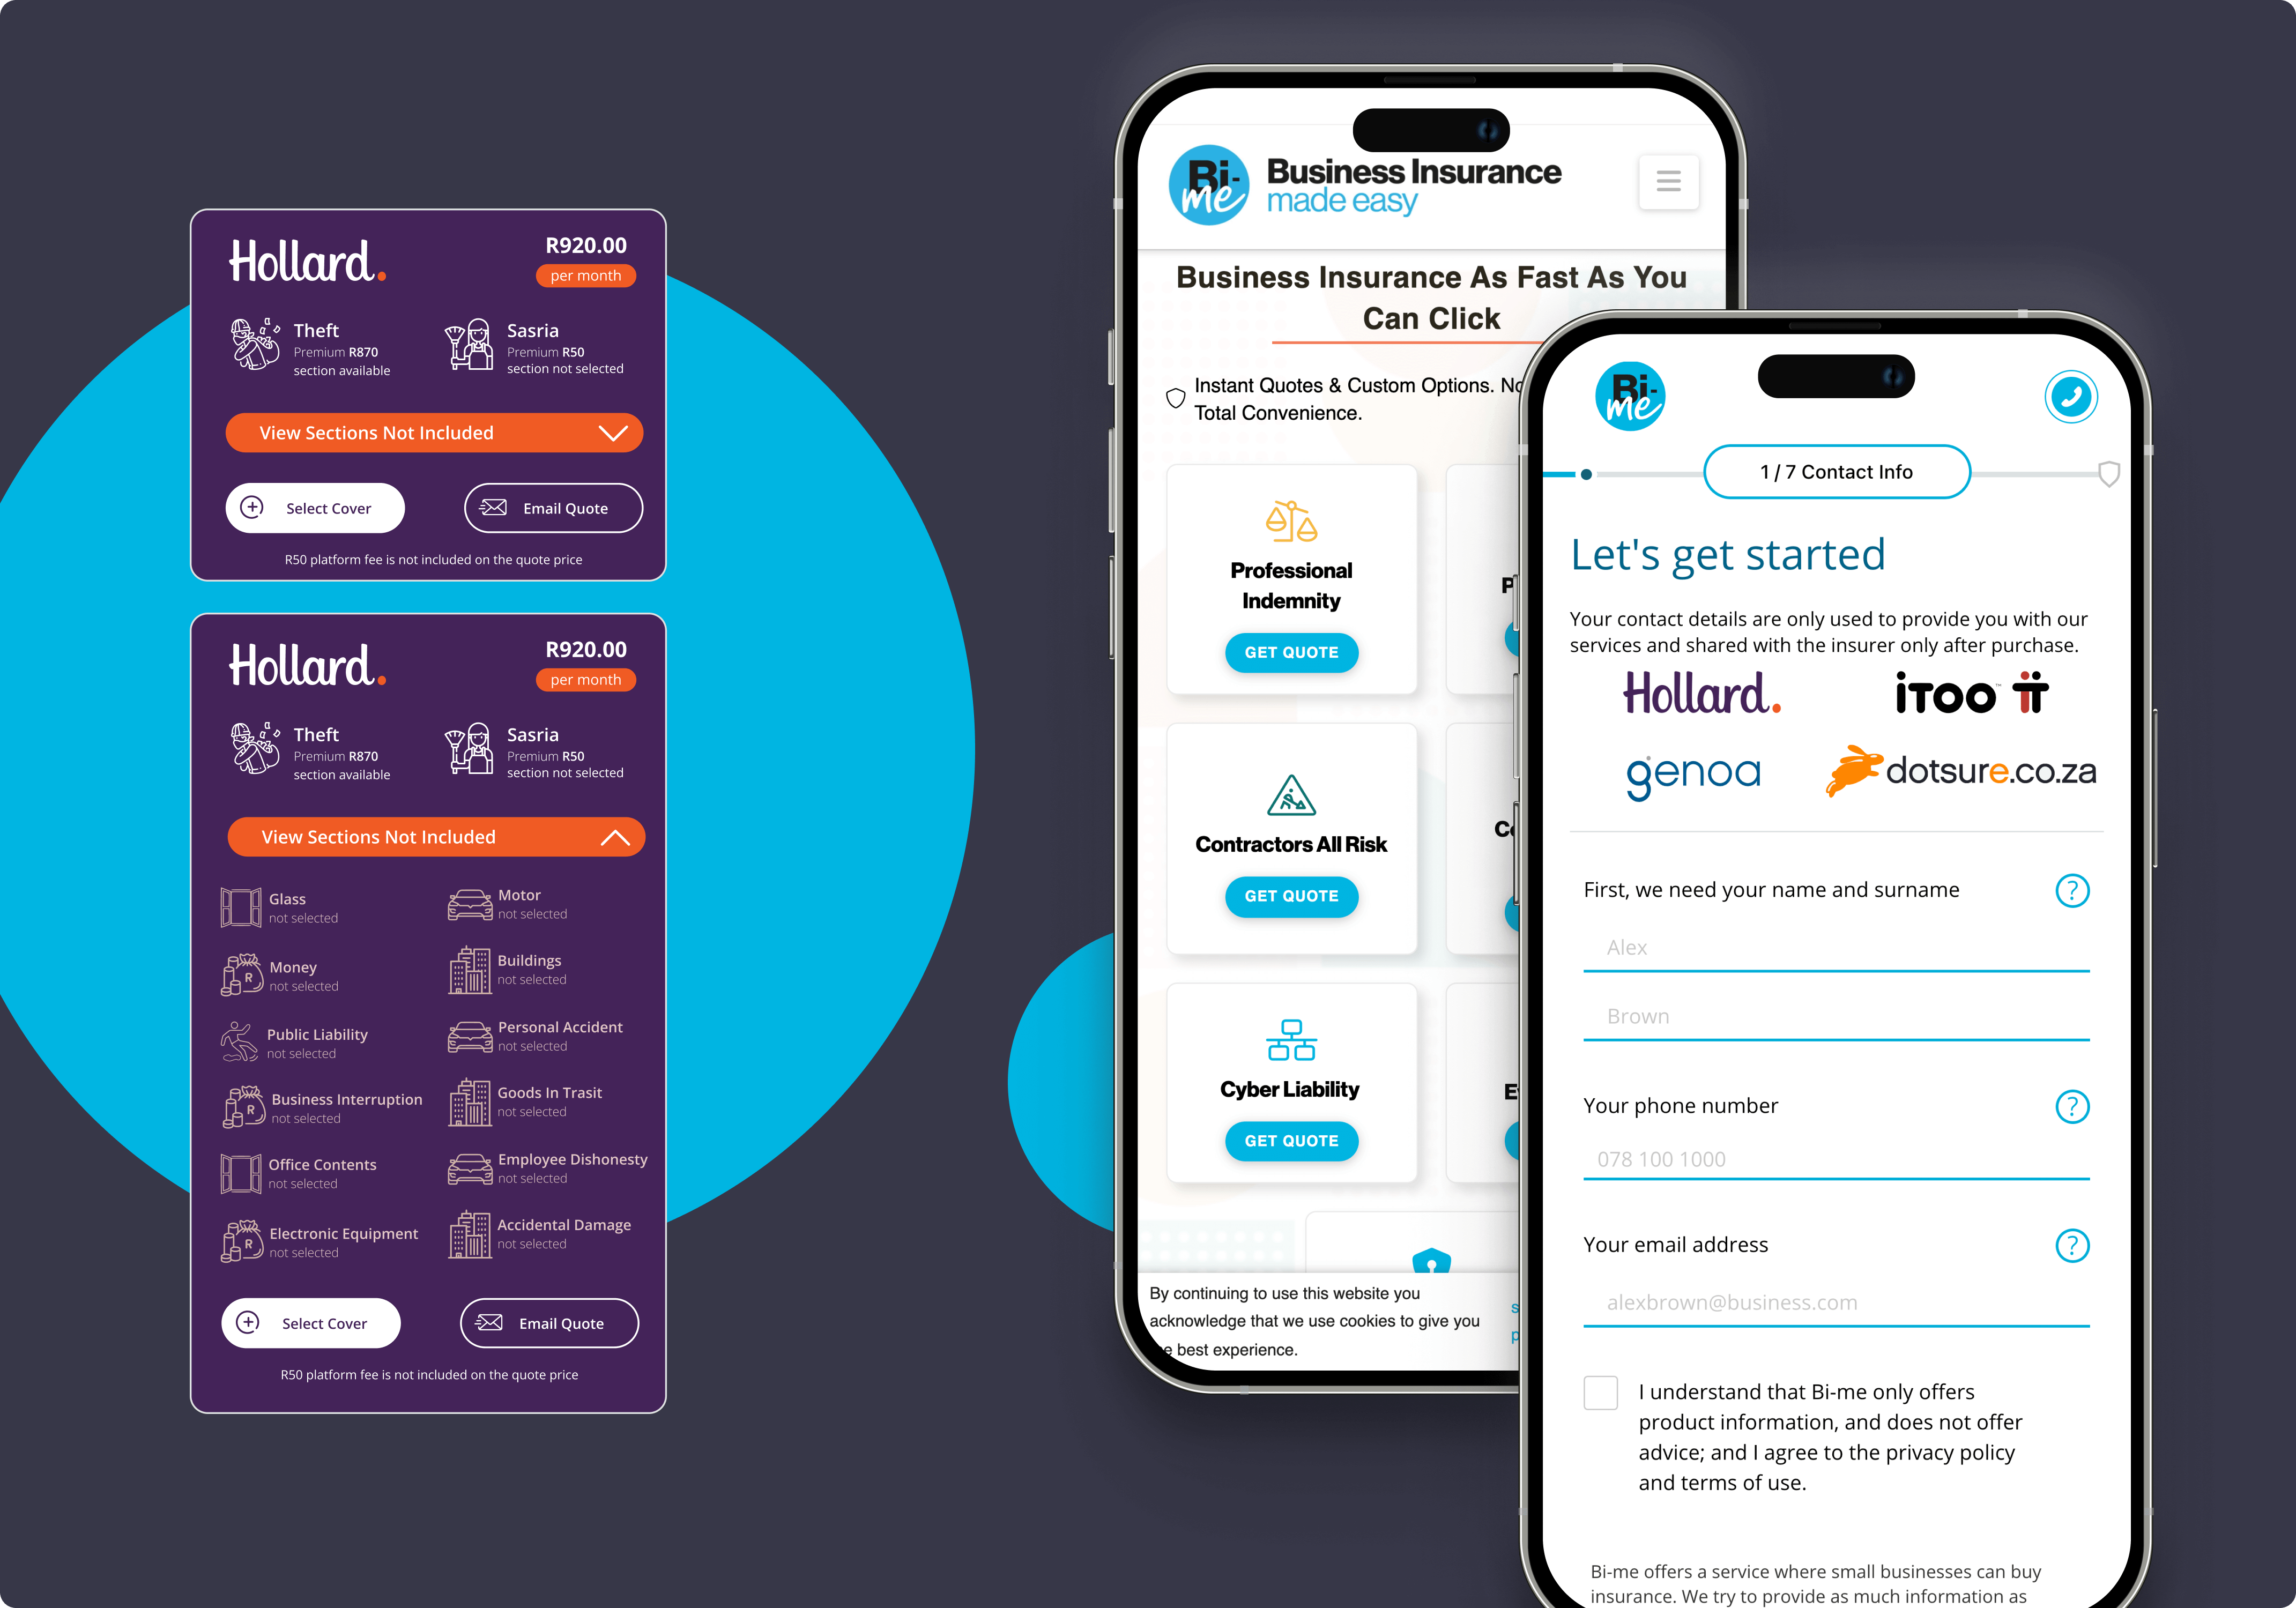 Hollard.
R920.00
per month
Theft
Premium R870
section available
Sasria
Premium R50
section not selected
View Sections Not Included
Select Cover
Email Quote
R50 platform fee is not included on the quote price
Hollard.
R920.00
per month
Theft
Premium R870
section available
Sasria
Premium R50
section not selected
View Sections Not Included
Glass
not selected
Motor
not selected
Money
not selected
Buildings
not selected
Public Liability
not selected
Personal Accident
not selected
Business Interruption
not selected
Goods In Trasit
not selected
Office Contents
not selected
Employee Dishonesty
not selected
Electronic Equipment
not selected
Accidental Damage
not selected
Select Cover
Email Quote
R50 platform fee is not included on the quote price
Bi-
me
Business Insurance
made easy
Business Insurance As Fast As You
Can Click
Instant Quotes & Custom Options.
Total Convenience.
Professional
Indemnity
GET QUOTE
Contractors All Risk
GET QUOTE
Cyber Liability
GET QUOTE
By continuing to use this website you
acknowledge that we use cookies to give you
best experience.
Bi-
me
1 / 7 Contact Info
Let's get started
Your contact details are only used to provide you with our
services and shared with the insurer only after purchase.
Hollard.
iTOO™
genoa
dotsure.co.za
First, we need your name and surname
?
Alex
Brown
Your phone number
?
078 100 1000
Your email address
?
alexbrown@business.com
I understand that Bi-me only offers
product information, and does not offer
advice; and I agree to the privacy policy
and terms of use.
Bi-me offers a service where small businesses can buy
insurance. We try to provide as much information as